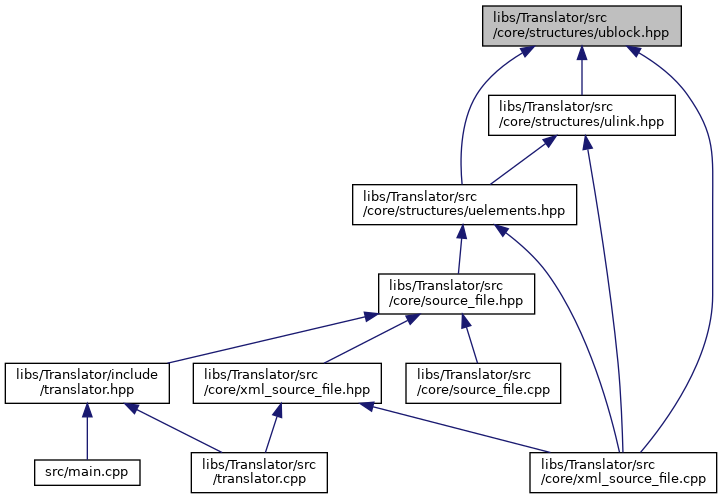 libs/Translator/src
/core/structures/ublock.hpp
libs/Translator/src
/core/structures/ulink.hpp
libs/Translator/src
/core/structures/uelements.hpp
libs/Translator/src
/core/source_file.hpp
libs/Translator/include
/translator.hpp
libs/Translator/src
/core/xml_source_file.hpp
libs/Translator/src
/core/source_file.cpp
src/main.cpp
libs/Translator/src
/translator.cpp
libs/Translator/src
/core/xml_source_file.cpp